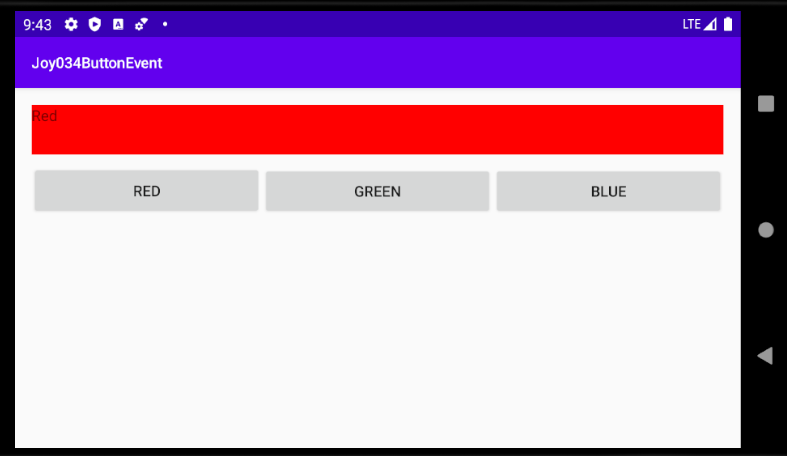 9:43 LTE
Joy034ButtonEvent
Red
RED GREEN BLUE